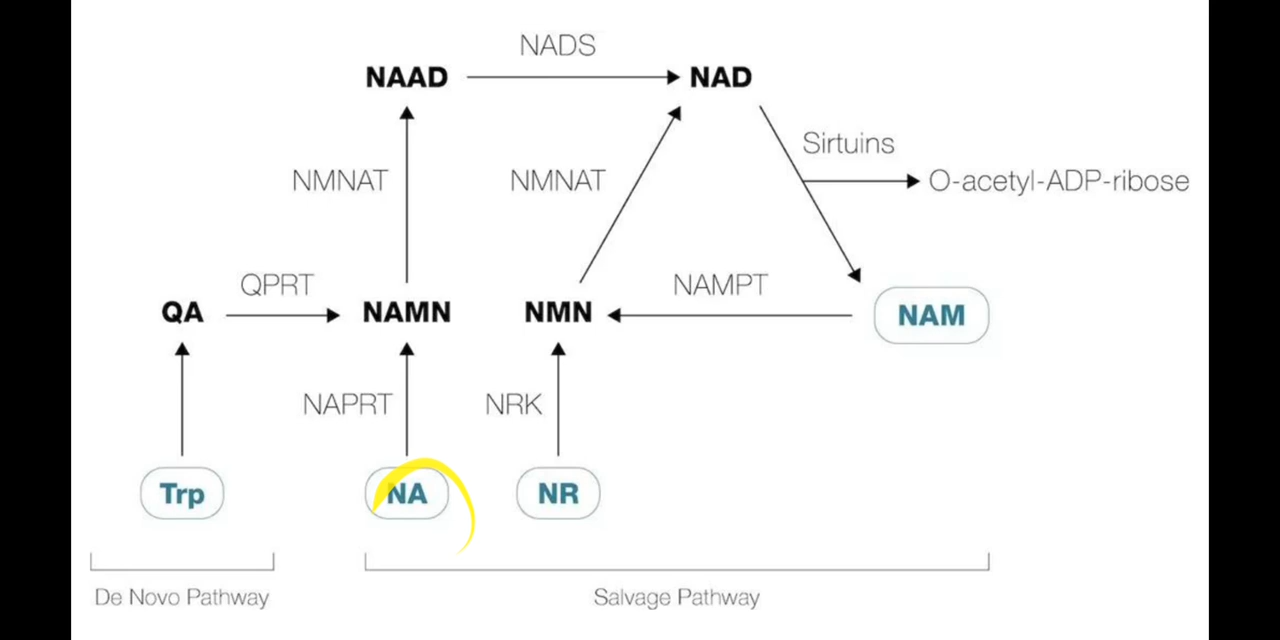 NADS
NAAD
NAD
Sirtuins
NMNAT
NMNAT
O-acetyl-ADP-ribose
QPRT
NAMPT
QA
NAMN
NMN
NAM
NAPRT
NRK
Trp
NA
NR
De Novo Pathway
Salvage Pathway